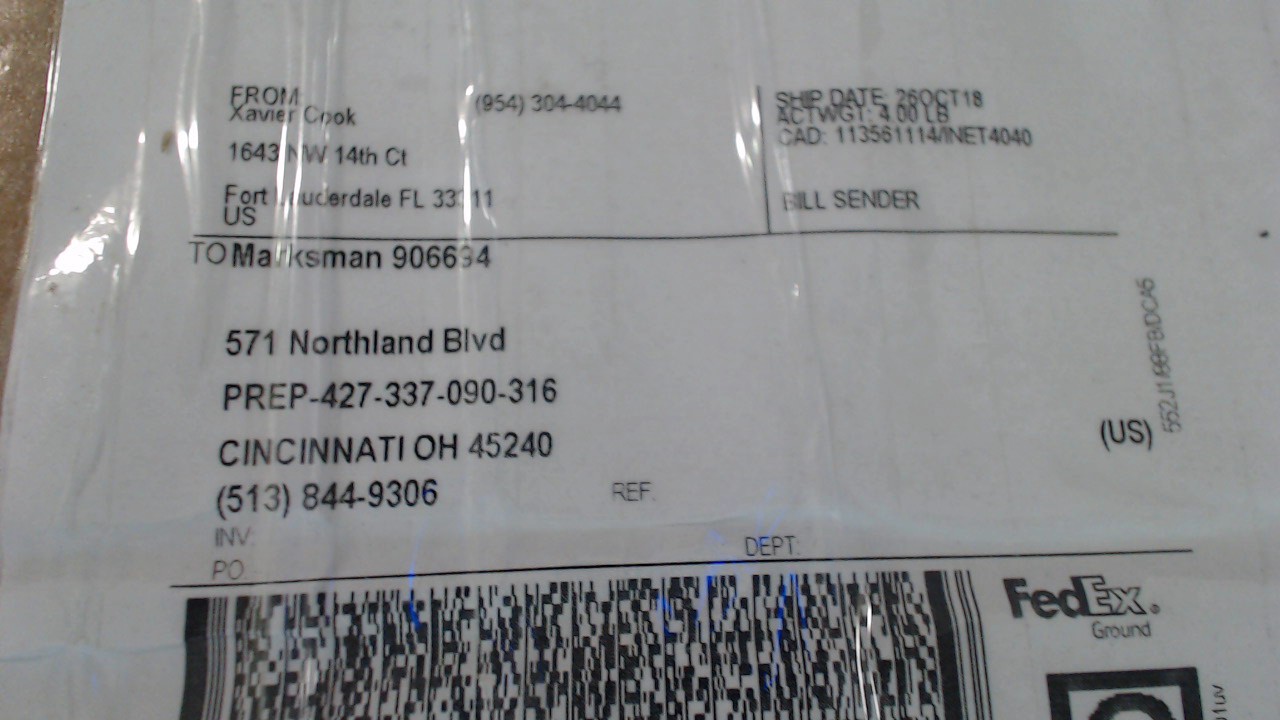 FROM
Xavier Cook (954) 304-4044
1643 NW 14th Ct
Fort Lauderdale FL 33311
US
SHIP DATE: 26OCT18
ACTWGT: 4.00 LB
CAD: 113561114/INET4040
BILL SENDER
TO Marksman 906694
571 Northland Blvd
PREP-427-337-090-316
CINCINNATI OH 45240
(US)
(513) 844-9306
REF:
INV:
PO
DEPT:
FedEx
Ground